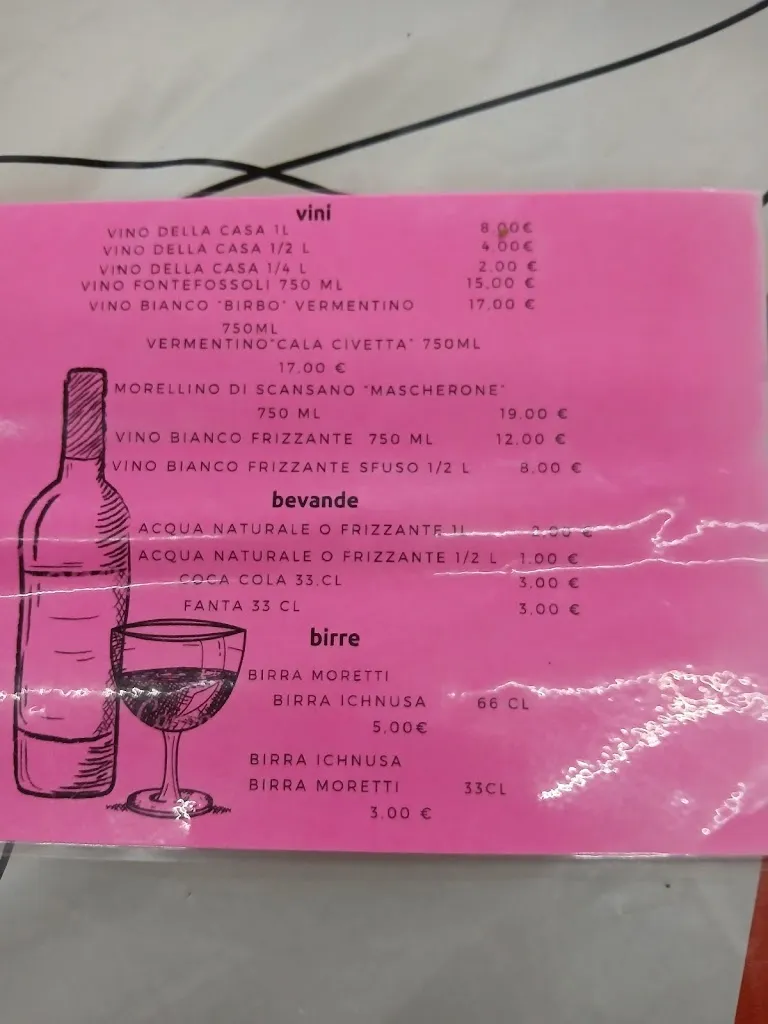 vini
VINO DELLA CASA 1L 8,00€
VINO DELLA CASA 1/2 L 4,00€
VINO DELLA CASA 1/4 L 2,00 €
VINO FONTEFOSSOLI 750 ML 15,00 €
VINO BIANCO "BIRBO" VERMENTINO 17,00 €
750ML
VERMENTINO"CALA CIVETTA" 750ML
17,00 €
MORELLINO DI SCANSANO "MASCHERONE"
750 ML 19,00 €
VINO BIANCO FRIZZANTE 750 ML 12,00 €
VINO BIANCO FRIZZANTE SFUSO 1/2 L 8,00 €
bevande
ACQUA NATURALE O FRIZZANTE 1L 2,00 €
ACQUA NATURALE O FRIZZANTE 1/2 L 1,00 €
COCA COLA 33.CL 3,00 €
FANTA 33 CL 3,00 €
birre
BIRRA MORETTI
BIRRA ICHNUSA 66 CL
5,00€
BIRRA ICHNUSA
BIRRA MORETTI 33CL
3,00 €